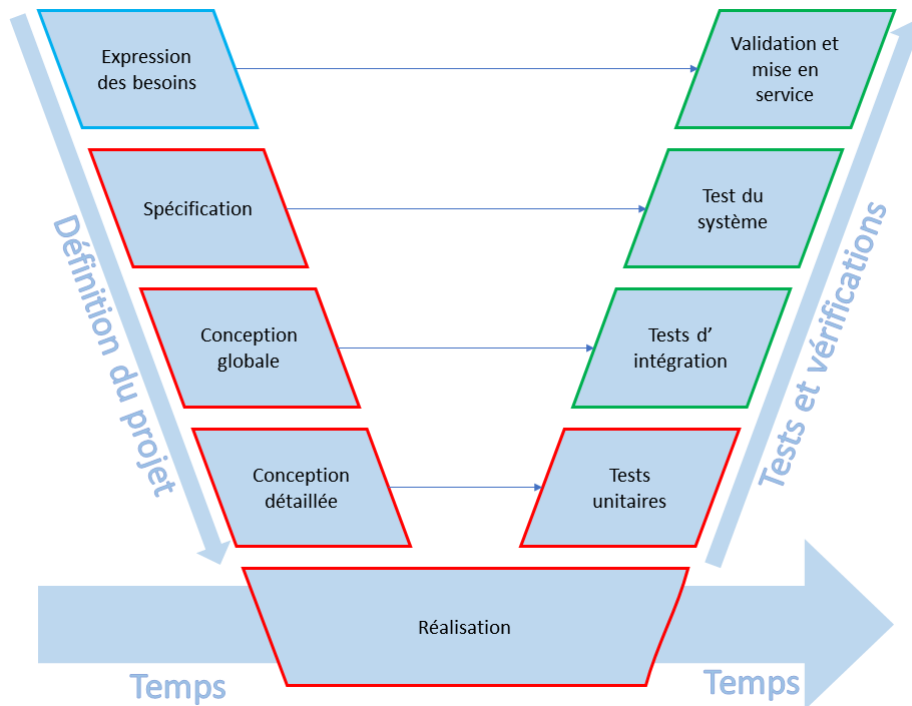 Expression
des besoins
Validation et
mise en
service
Spécification
Test du
système
Définition du projet
Tests et vérifications
Conception
globale
Tests d'
intégration
Conception
détaillée
Tests
unitaires
Réalisation
Temps
Temps